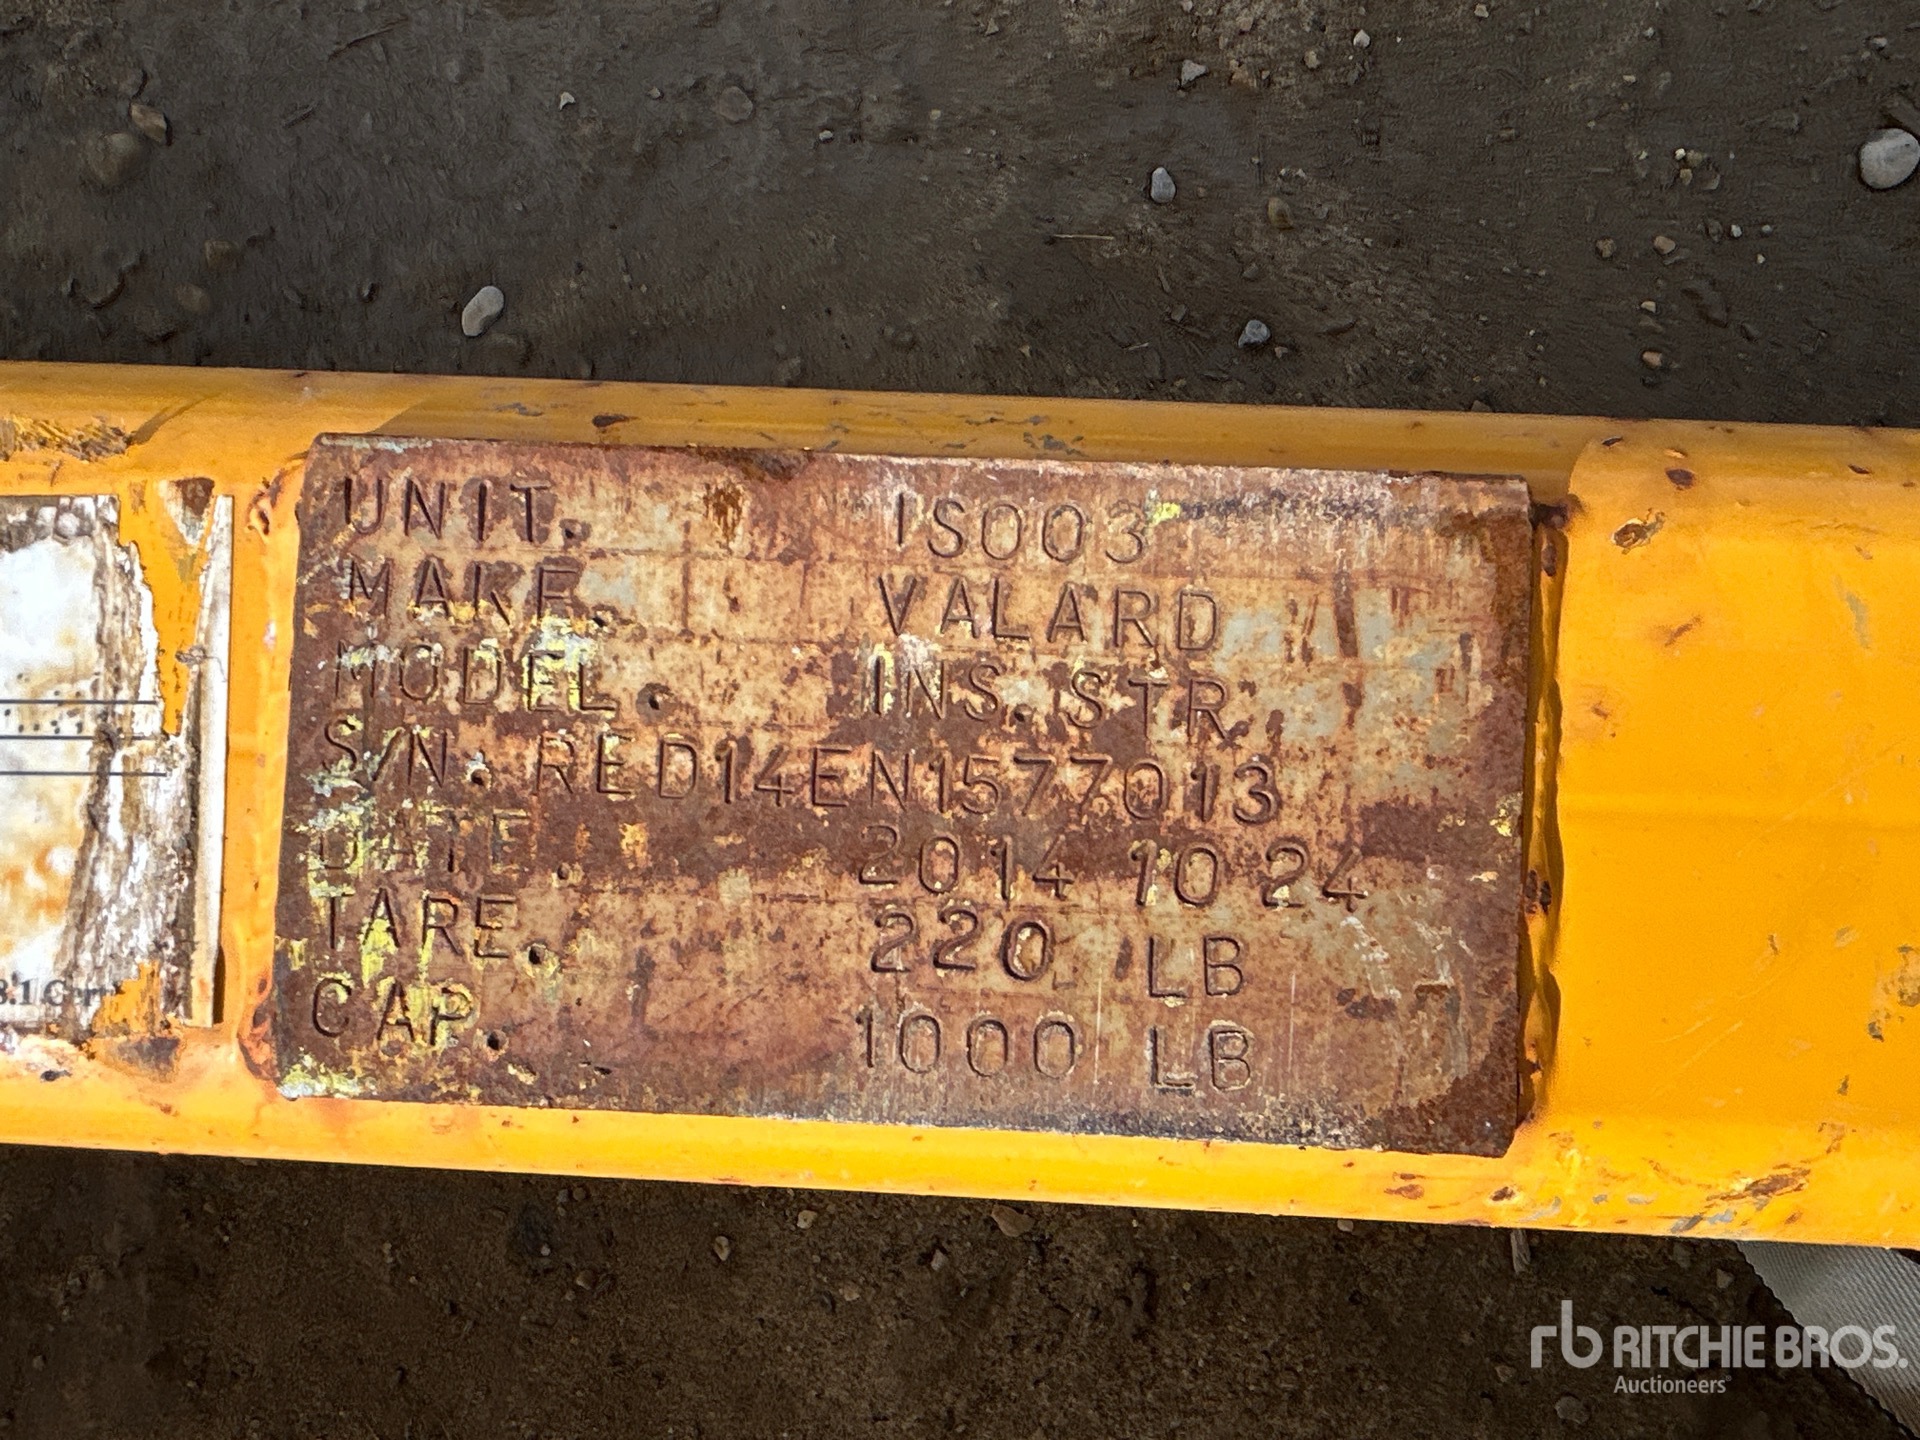 UNIT. IS003
MAKE. VALARD
MODEL. INS. STR
S/N. RED14EN1577013
DATE. 2014 10 24
TARE. 220 LB
CAP. 1000 LB
rb RITCHIE BROS.
Auctioneers